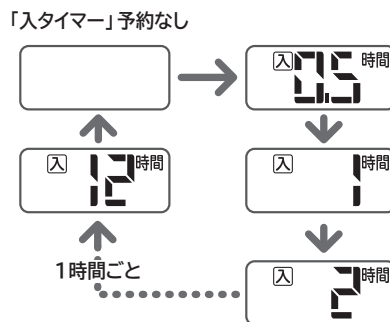 「入タイマー」予約なし
入 0.5 時間
入 12 時間
入 1 時間
1時間ごと
入 2 時間